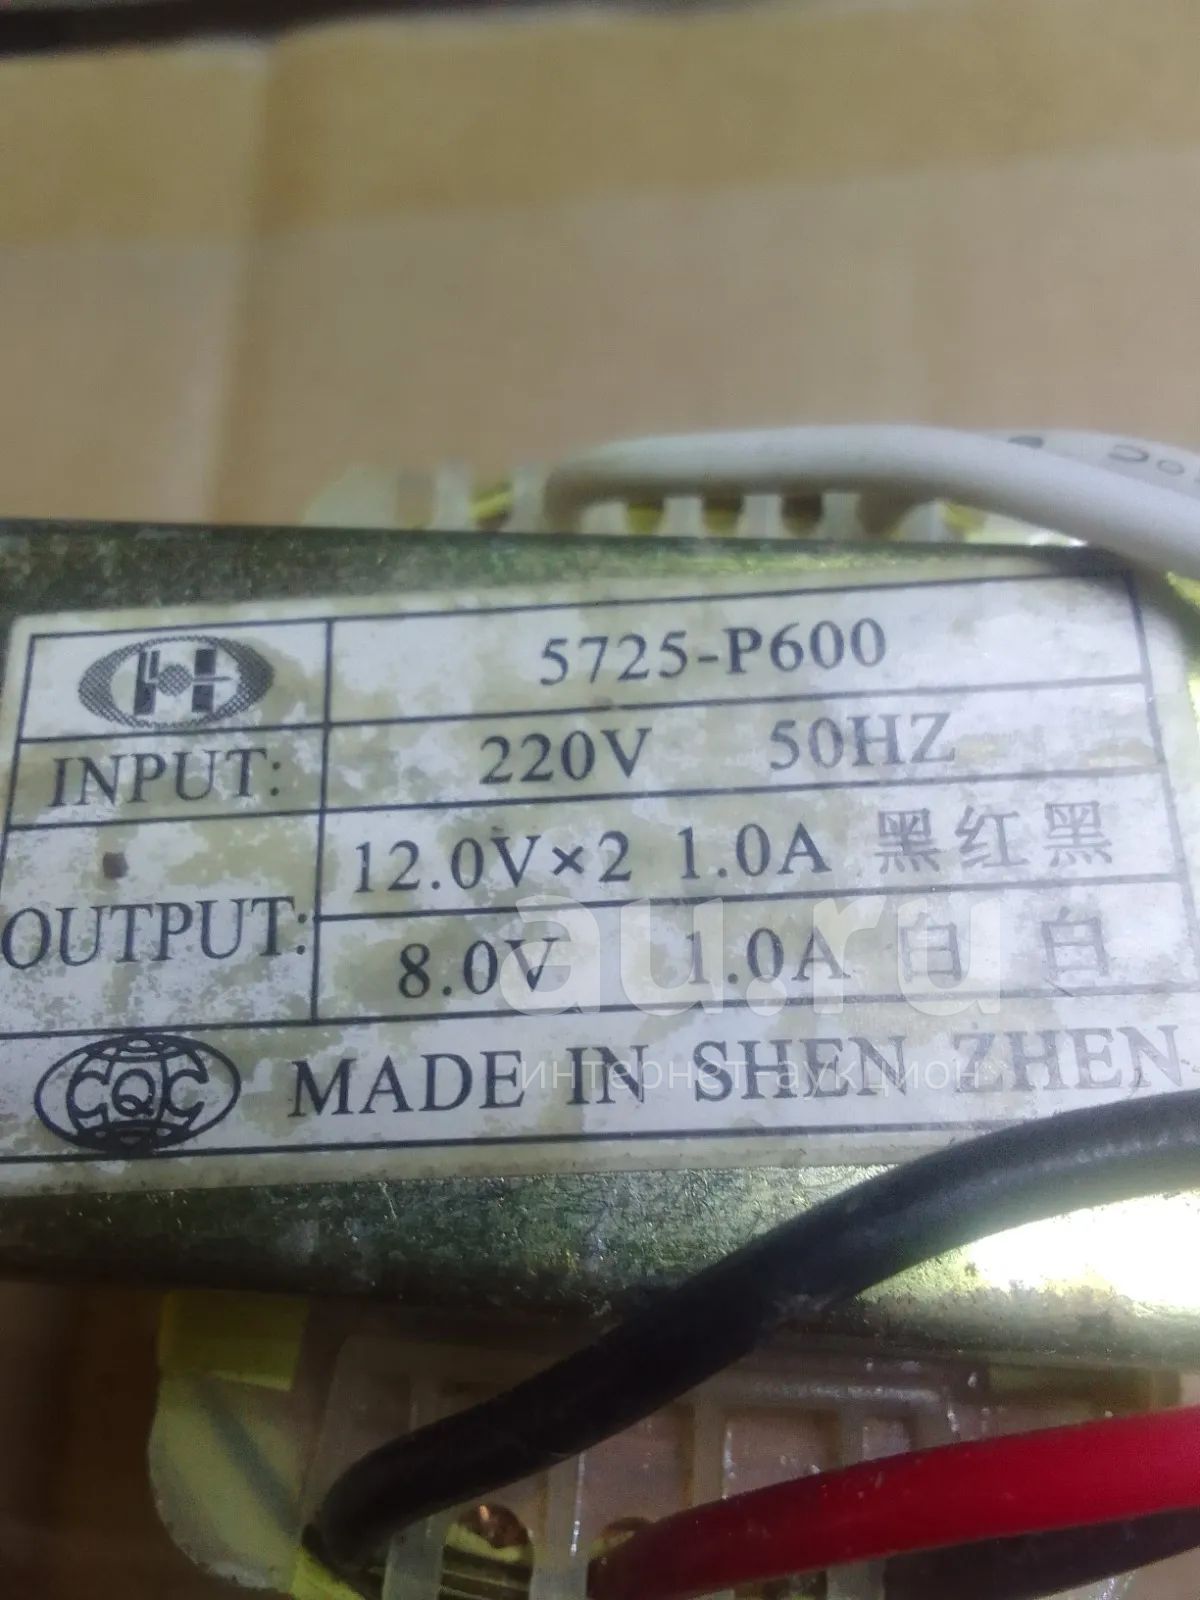 5725-P600
INPUT: 220V 50HZ
OUTPUT: 12.0V×2 1.0A 黑红黑
8.0V 1.0A 白 白
CQC MADE IN SHEN ZHEN
au.ru
интернет-аукцион